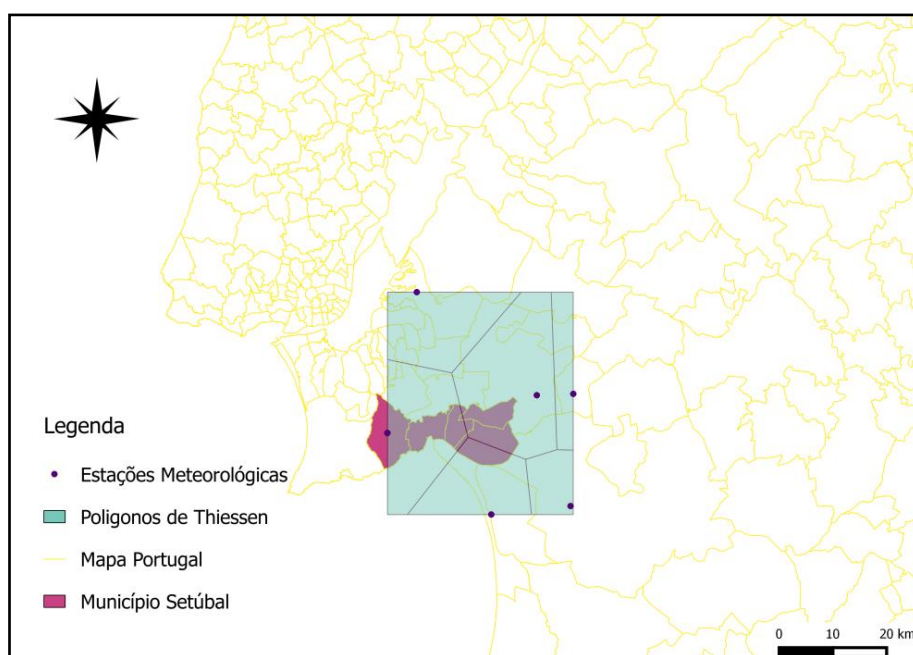 Legenda
Estações Meteorológicas
Poligonos de Thiessen
Mapa Portugal
Município Setúbal
0 10 20 km